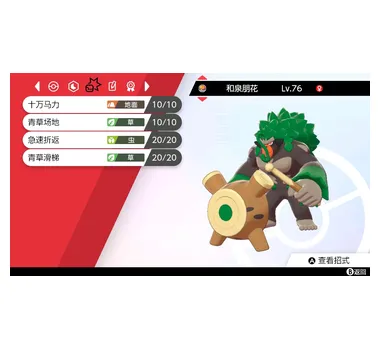 和泉朋花 Lv.76
十万马力 地面 10/10
青草场地 草 10/10
急速折返 虫 20/20
青草滑梯 草 20/20
A 查看招式
B 返回